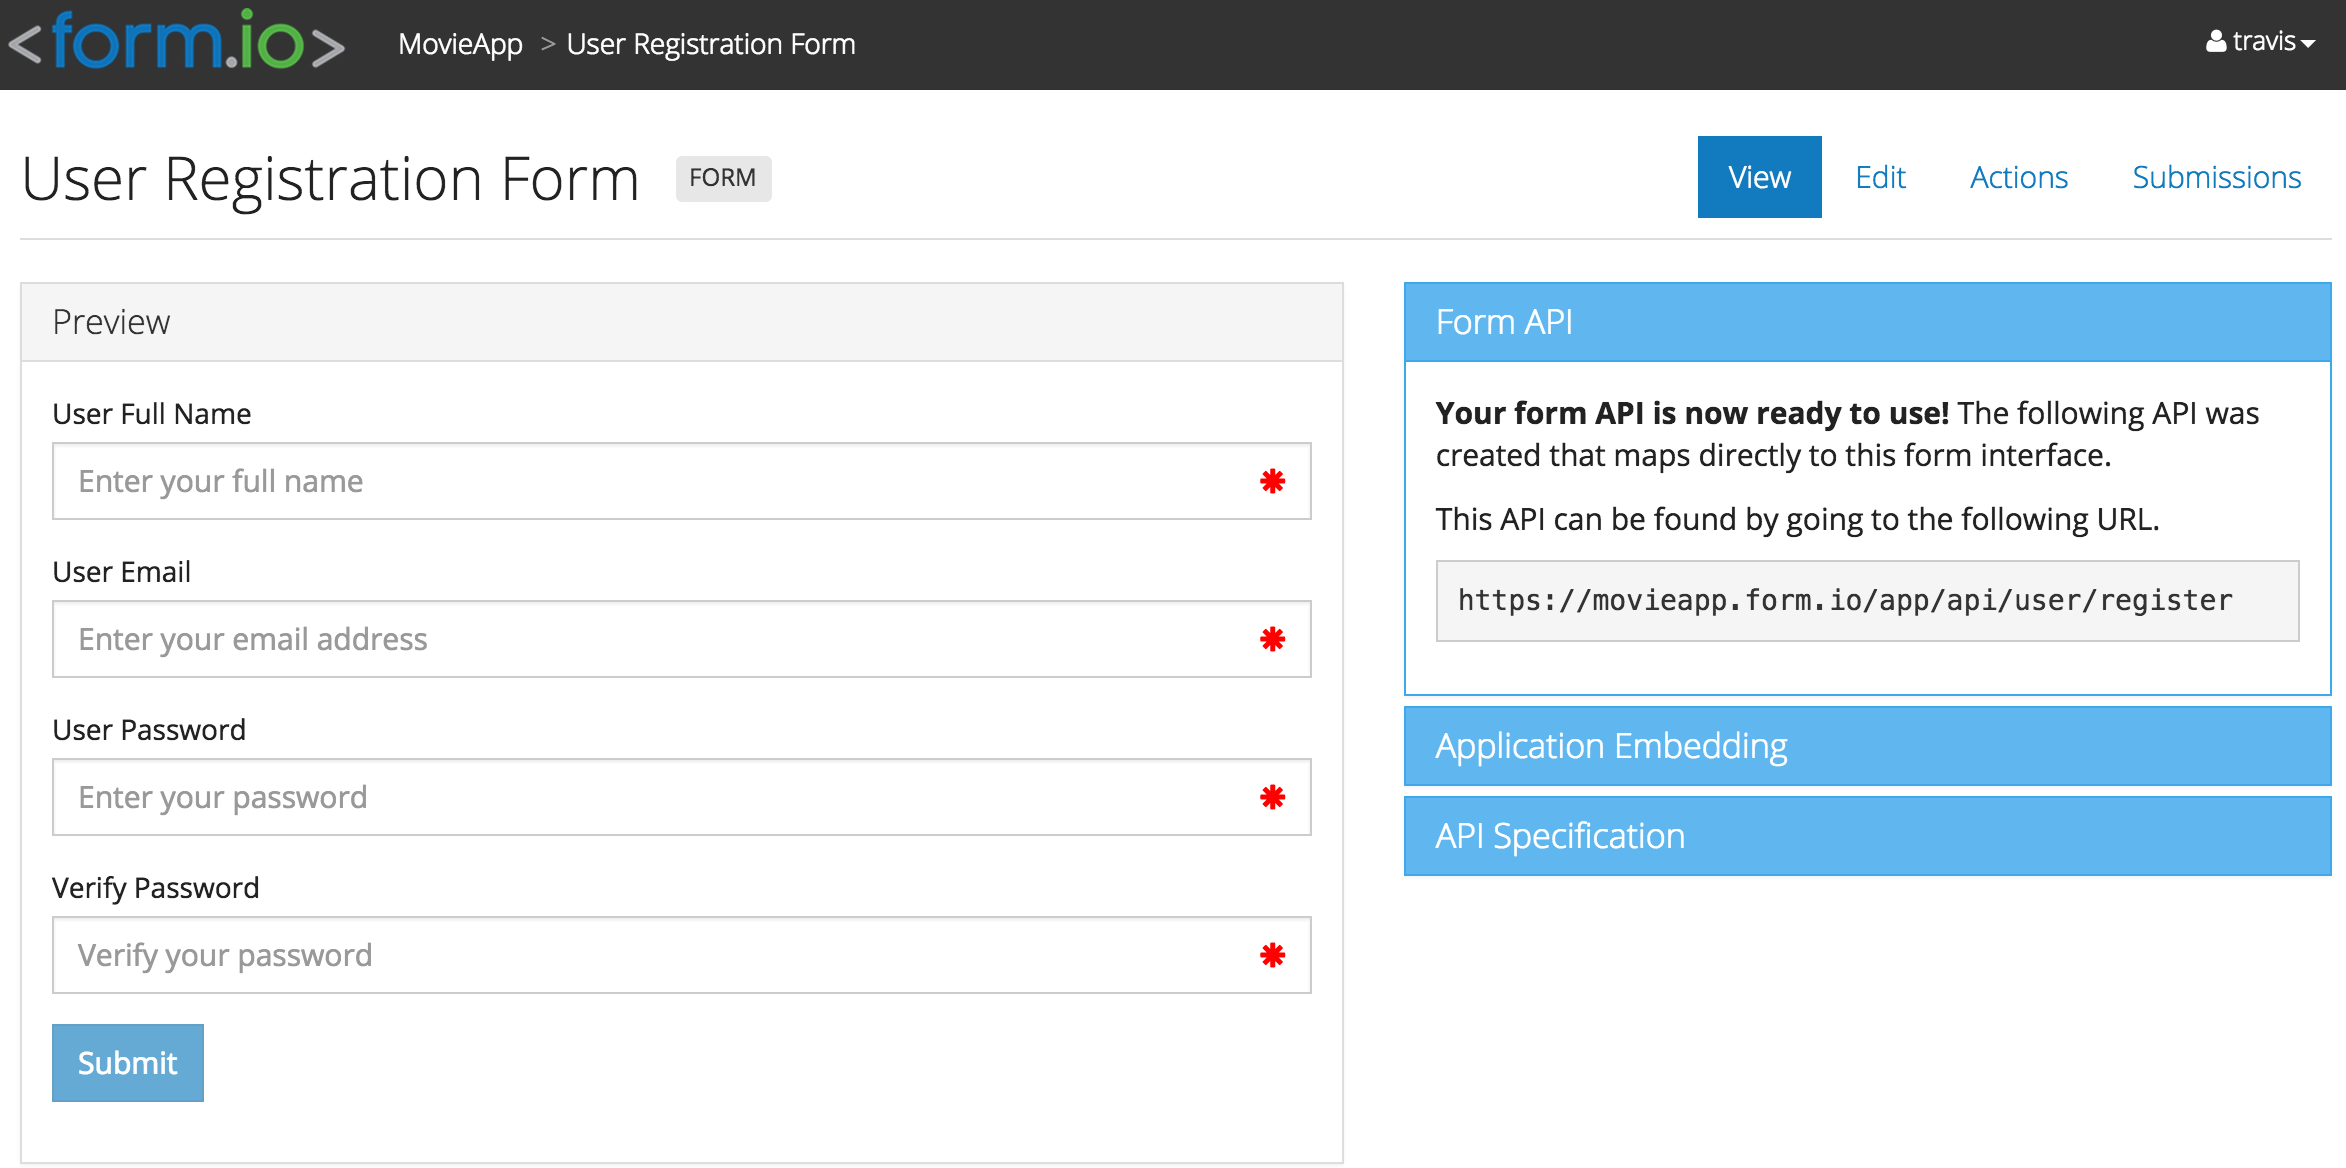 <form.io>
MovieApp > User Registration Form
travis
User Registration Form
FORM
View
Edit
Actions
Submissions
Preview
User Full Name
Enter your full name
User Email
Enter your email address
User Password
Enter your password
Verify Password
Verify your password
Submit
Form API
Your form API is now ready to use! The following API was
created that maps directly to this form interface.
This API can be found by going to the following URL.
https://movieapp.form.io/app/api/user/register
Application Embedding
API Specification